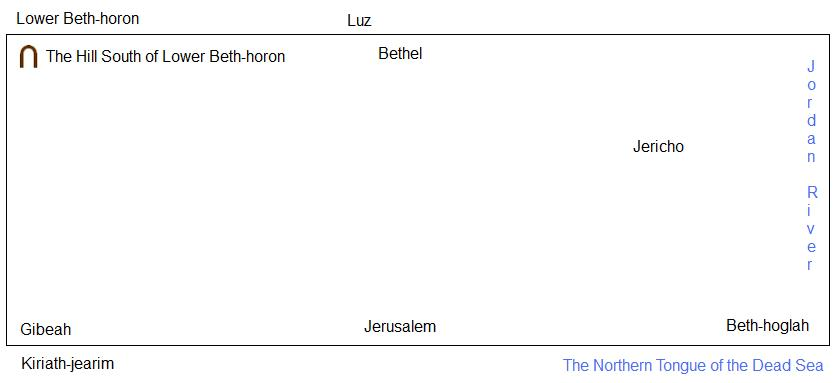 Lower Beth-horon
Luz
The Hill South of Lower Beth-horon
Bethel
Jordan River
Jericho
Gibeah
Jerusalem
Beth-hoglah
Kiriath-jearim
The Northern Tongue of the Dead Sea